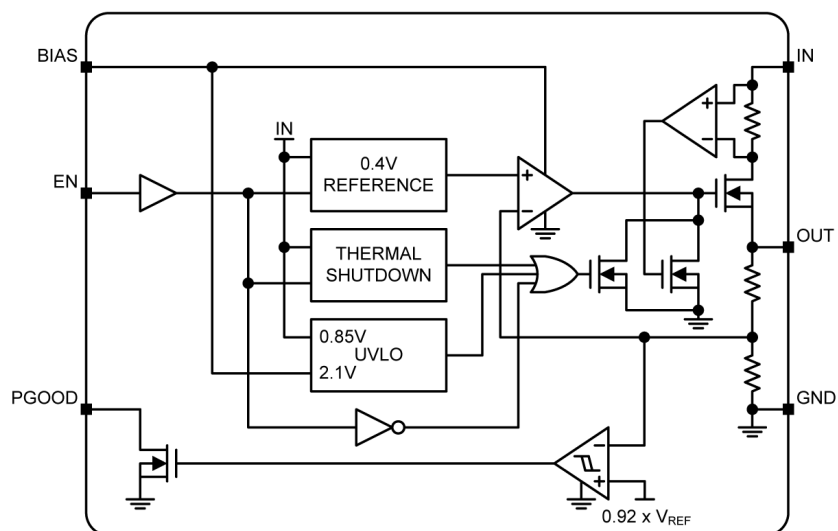 BIAS
IN
IN
0.4V
REFERENCE
+
−
+
−
EN
OUT
THERMAL
SHUTDOWN
0.85V
UVLO
2.1V
PGOOD
GND
−
+
0.92 x VREF